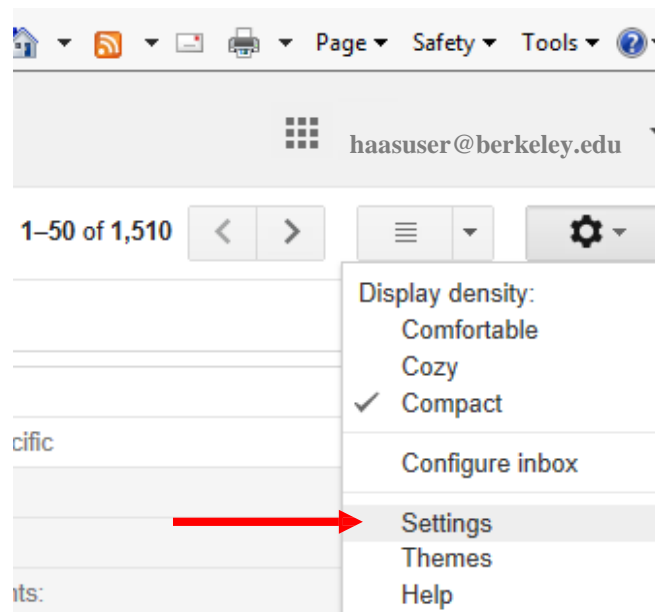 Page Safety Tools
haasuser@berkeley.edu
1–50 of 1,510
Display density:
Comfortable
Cozy
Compact
cific
Configure inbox
Settings
Themes
nts:
Help